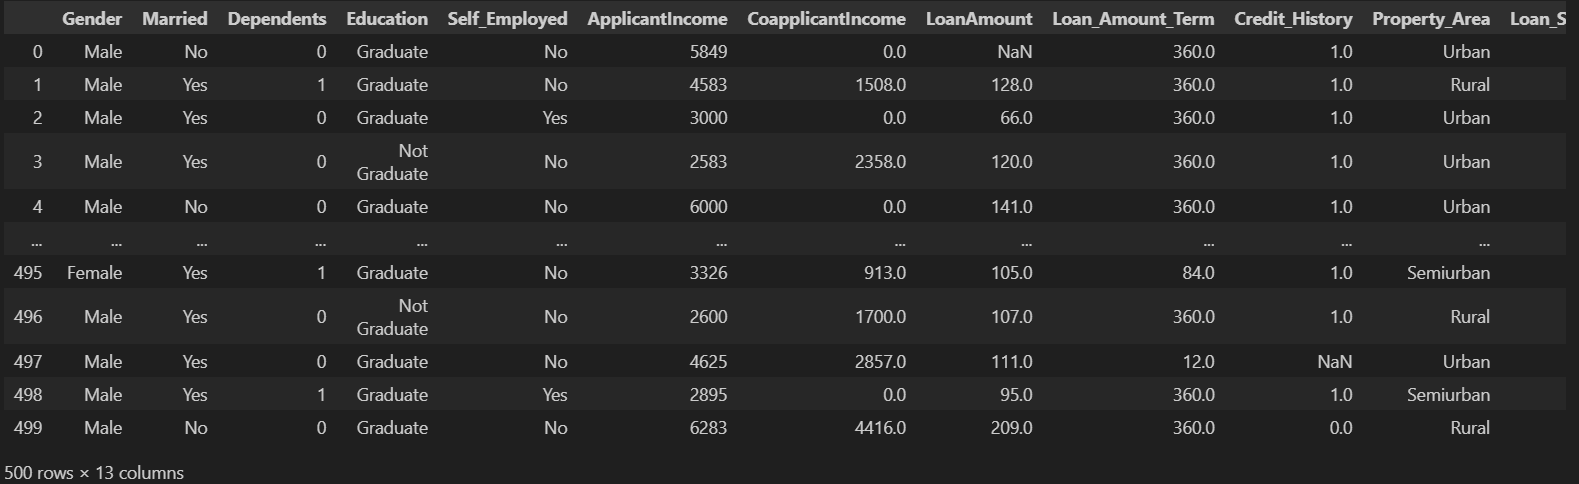 Gender Married Dependents Education Self_Employed ApplicantIncome CoapplicantIncome LoanAmount Loan_Amount_Term Credit_History Property_Area Loan_S
0 Male No 0 Graduate No 5849 0.0 NaN 360.0 1.0 Urban
1 Male Yes 1 Graduate No 4583 1508.0 128.0 360.0 1.0 Rural
2 Male Yes 0 Graduate Yes 3000 0.0 66.0 360.0 1.0 Urban
3 Male Yes 0 Not Graduate No 2583 2358.0 120.0 360.0 1.0 Urban
4 Male No 0 Graduate No 6000 0.0 141.0 360.0 1.0 Urban
... ... ... ... ... ... ... ... ... ... ... ...
495 Female Yes 1 Graduate No 3326 913.0 105.0 84.0 1.0 Semiurban
496 Male Yes 0 Not Graduate No 2600 1700.0 107.0 360.0 1.0 Rural
497 Male Yes 0 Graduate No 4625 2857.0 111.0 12.0 NaN Urban
498 Male Yes 1 Graduate Yes 2895 0.0 95.0 360.0 1.0 Semiurban
499 Male No 0 Graduate No 6283 4416.0 209.0 360.0 0.0 Rural
500 rows × 13 columns